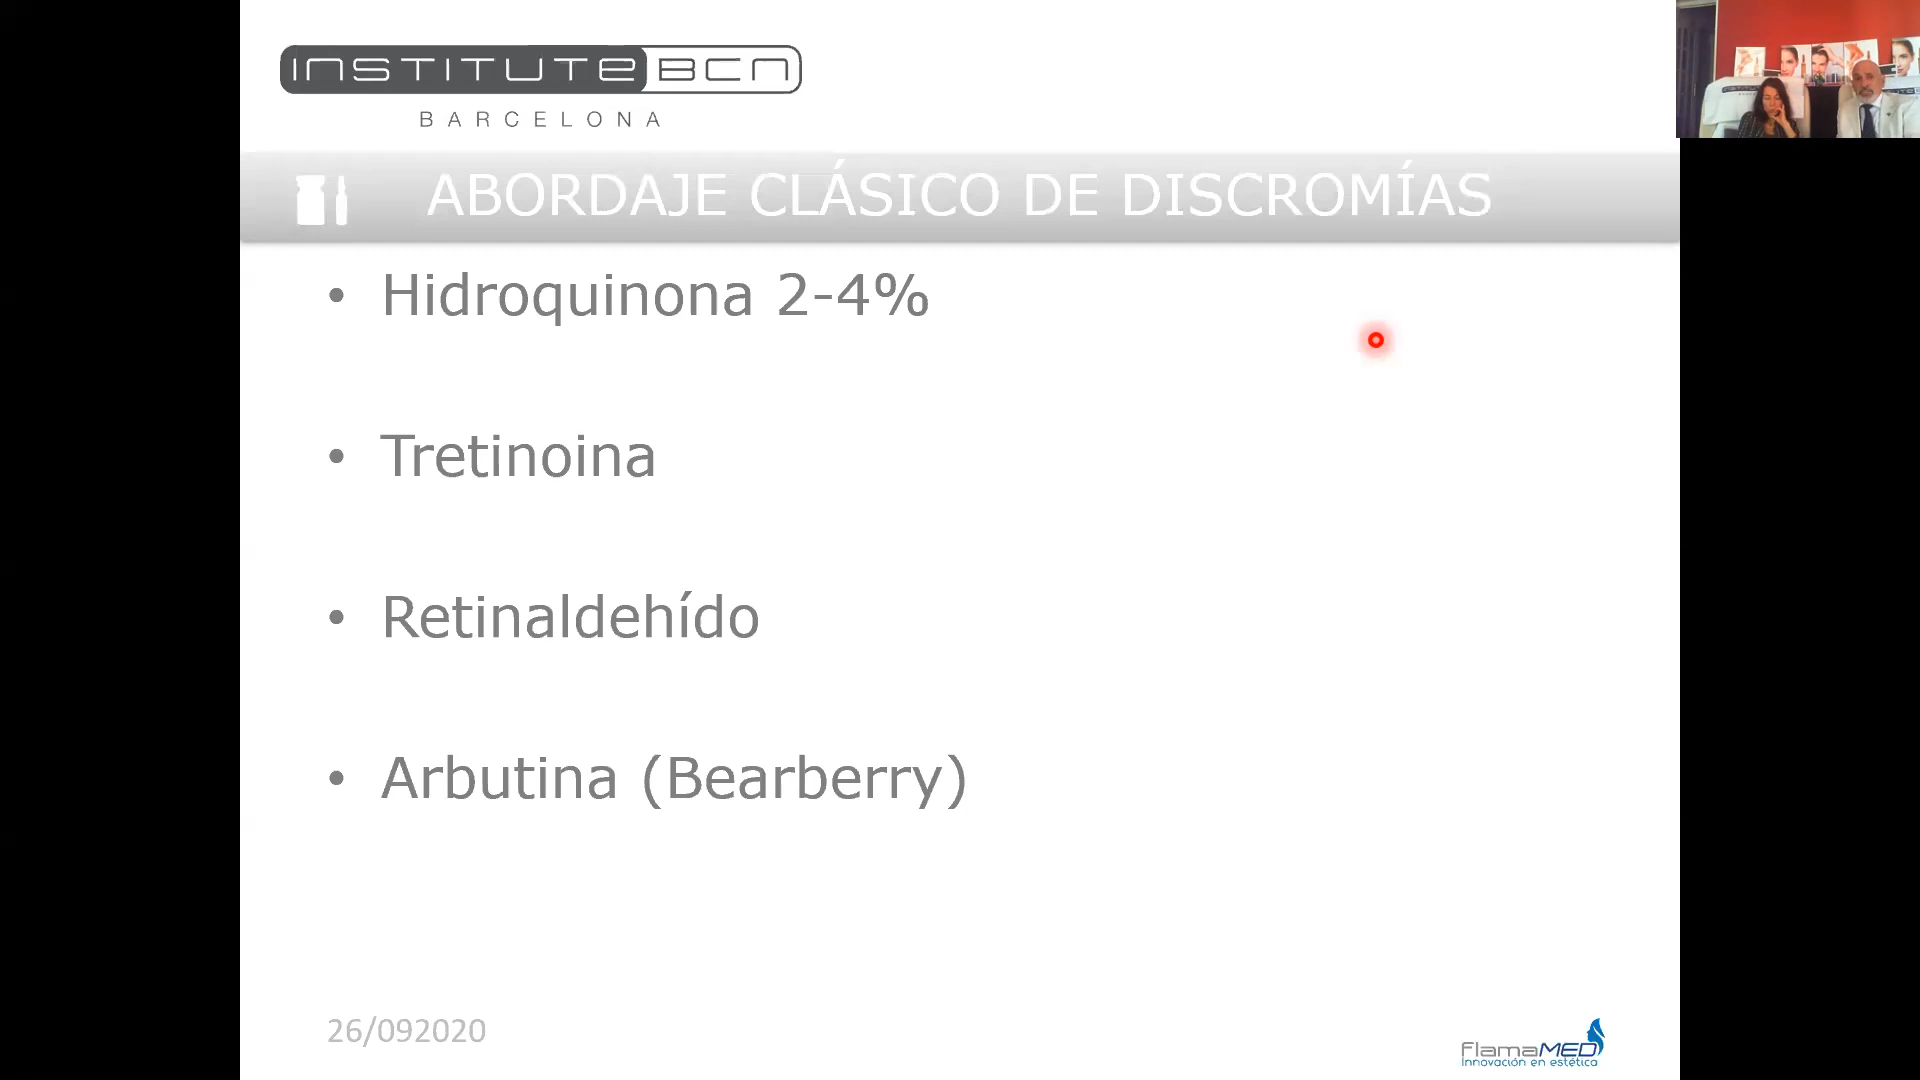 INSTITUTE BCN
BARCELONA
ABORDAJE CLÁSICO DE DISCROMÍAS
• Hidroquinona 2-4%
• Tretinoina
• Retinaldehído
• Arbutina (Bearberry)
26/092020
FlamaMED
Innovación en estética